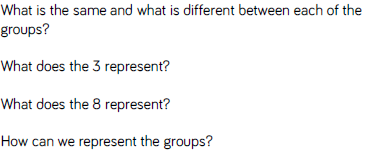 What is the same and what is different between each of the
groups?
What does the 3 represent?
What does the 8 represent?
How can we represent the groups?